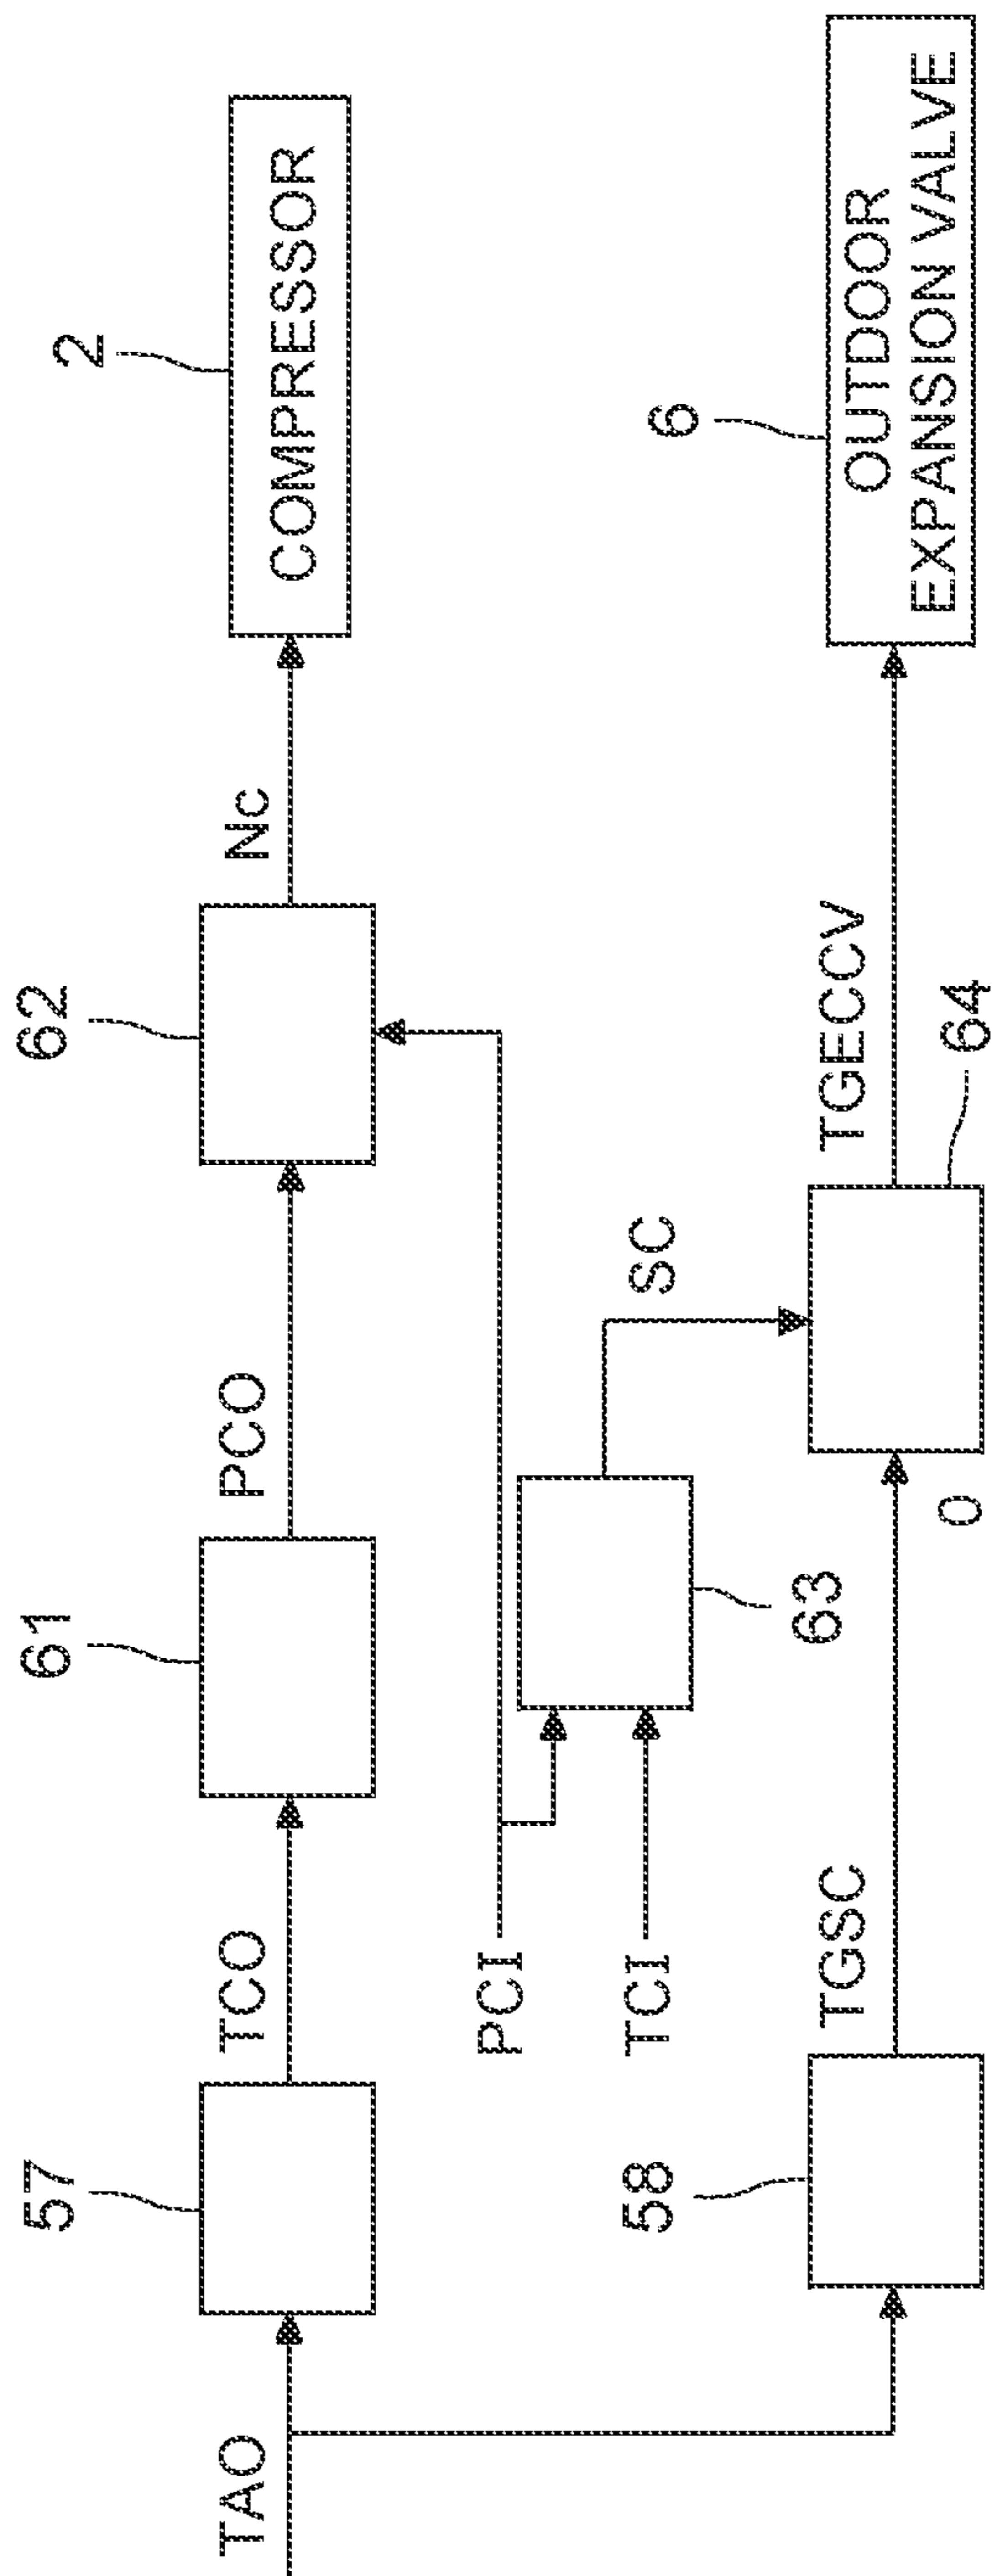 2
COMPRESSOR
62
Nc
61
PCO
57
TCO
TAO
PCI
TCI
63
SC
6
OUTDOOR
EXPANSION VALVE
TGECCV
64
0
58
TGSC